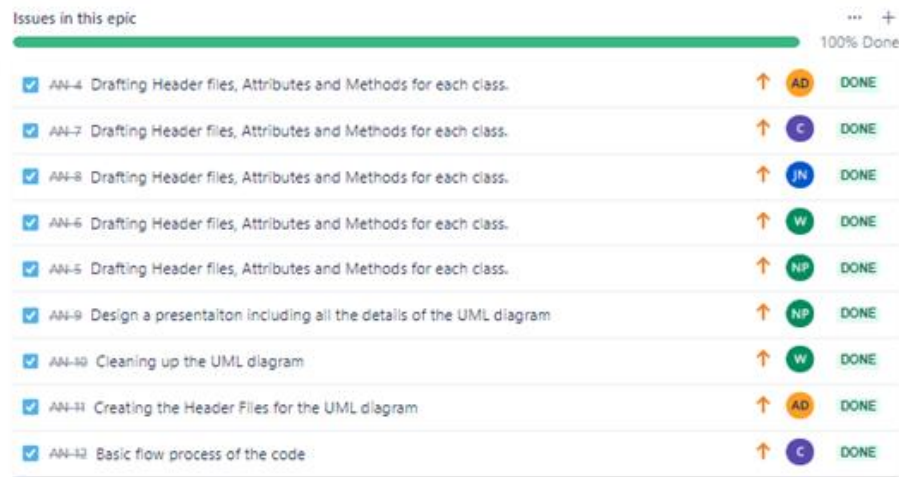 Issues in this epic
100% Done
AN-4 Drafting Header files, Attributes and Methods for each class. AD DONE
AN-7 Drafting Header files, Attributes and Methods for each class. C DONE
AN-8 Drafting Header files, Attributes and Methods for each class. JN DONE
AN-6 Drafting Header files, Attributes and Methods for each class. W DONE
AN-5 Drafting Header files, Attributes and Methods for each class. NP DONE
AN-9 Design a presentaiton including all the details of the UML diagram NP DONE
AN-10 Cleaning up the UML diagram W DONE
AN-11 Creating the Header Files for the UML diagram AD DONE
AN-12 Basic flow process of the code C DONE